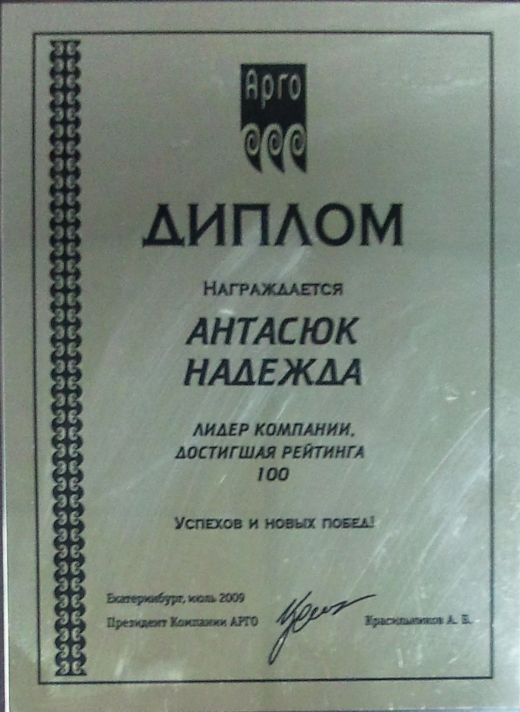 Арго
ДИПЛОМ
НАГРАЖДАЕТСЯ
АНТАСЮК
НАДЕЖДА
ЛИДЕР КОМПАНИИ,
ДОСТИГШАЯ РЕЙТИНГА
100
УСПЕХОВ И НОВЫХ ПОБЕД!
Екатеринбург, июль 2009
Президент Компании АРГО Красильников А. Б.